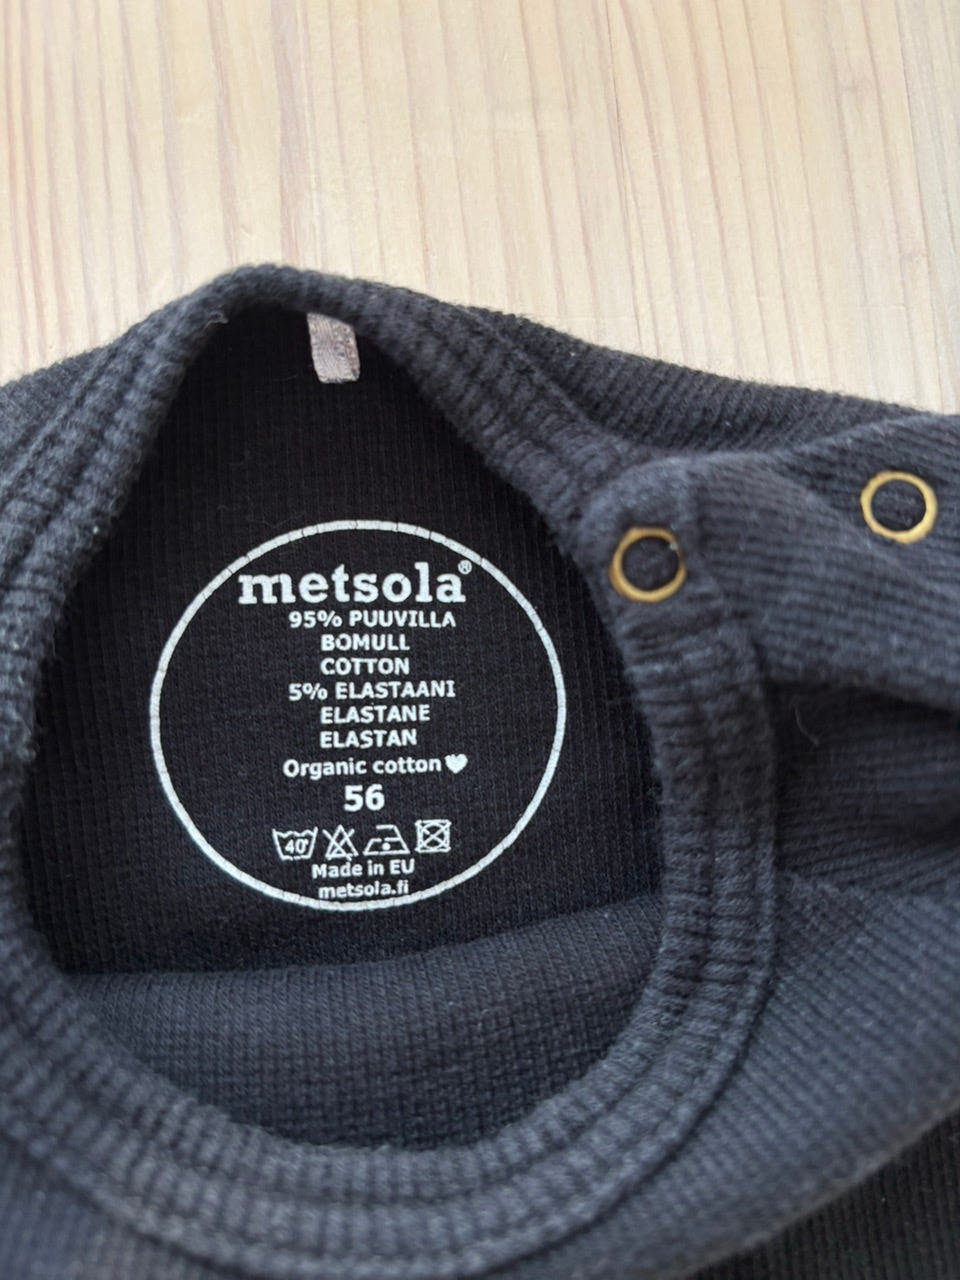 metsola®
95% PUUVILLA
BOMULL
COTTON
5% ELASTAANI
ELASTANE
ELASTAN
Organic cotton ♥
56
40°
Made in EU
metsola.fi